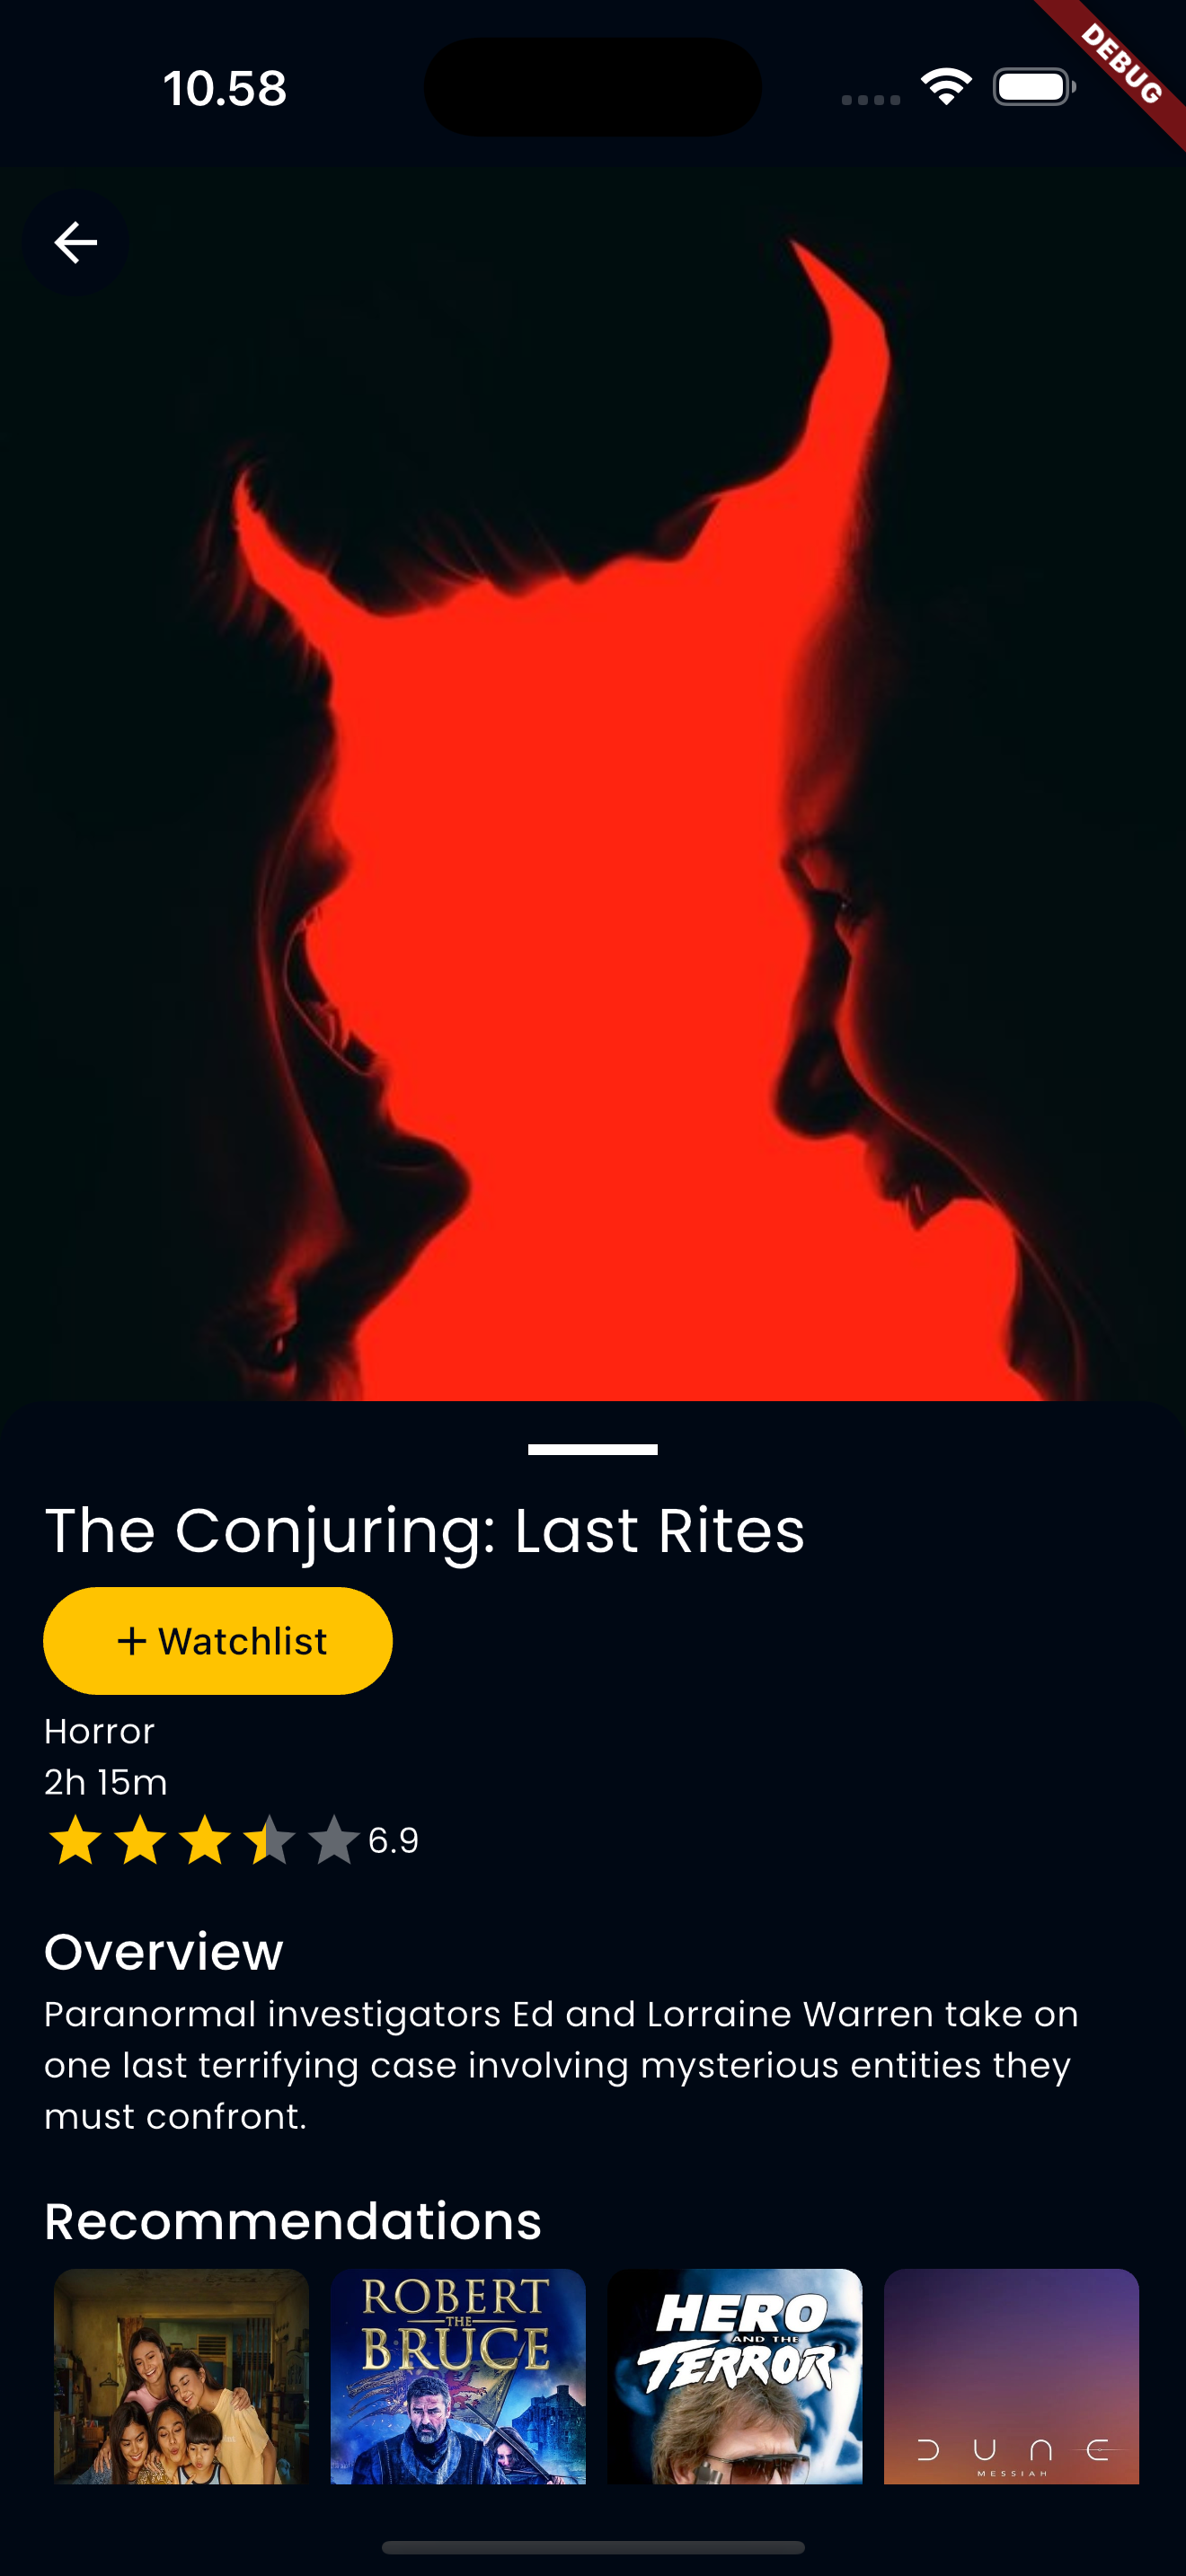 10.58
DEBUG
The Conjuring: Last Rites
+ Watchlist
Horror
2h 15m
6.9
Overview
Paranormal investigators Ed and Lorraine Warren take on
one last terrifying case involving mysterious entities they
must confront.
Recommendations
ROBERT
THE
BRUCE
HERO
AND THE
TERROR
DUNE
MESSIAH